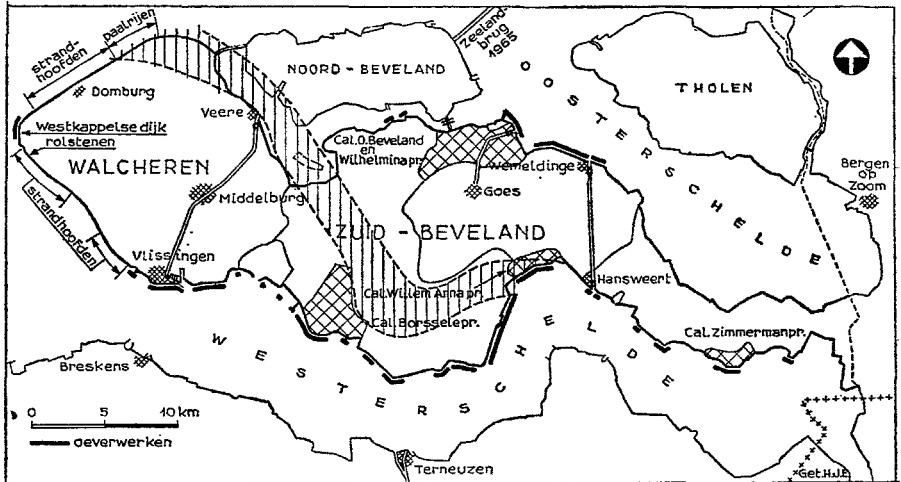 strand-
hoofden
paalrijen
Zeeland-
brug
1965
NOORD-BEVELAND
OOSTERSCHELDE
THOLEN
Domburg
Veere
Westkappelse dijk
rolstenen
WALCHEREN
Cal.O.Beveland
en
Wilhelminapr.
Wemeldinge
Bergen
op
Zoom
Middelburg
Goes
strandhoofden
ZUID-BEVELAND
Vlissingen
Hansweert
Cal.Willem Annapr.
Cal.Borsselepr.
Cal.Zimmermanpr.
WESTERSCHELDE
Breskens
0 5 10 km
oeverwerken
Terneuzen
Get.H.J.E.